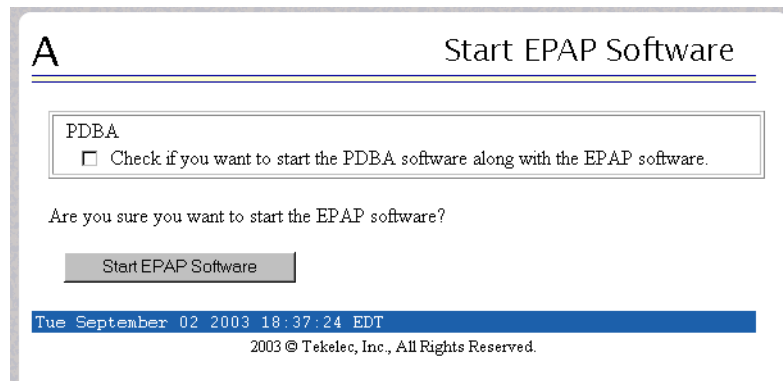 A
Start EPAP Software
PDBA
Check if you want to start the PDBA software along with the EPAP software.
Are you sure you want to start the EPAP software?
Start EPAP Software
Tue September 02 2003 18:37:24 EDT
2003 © Tekelec, Inc., All Rights Reserved.